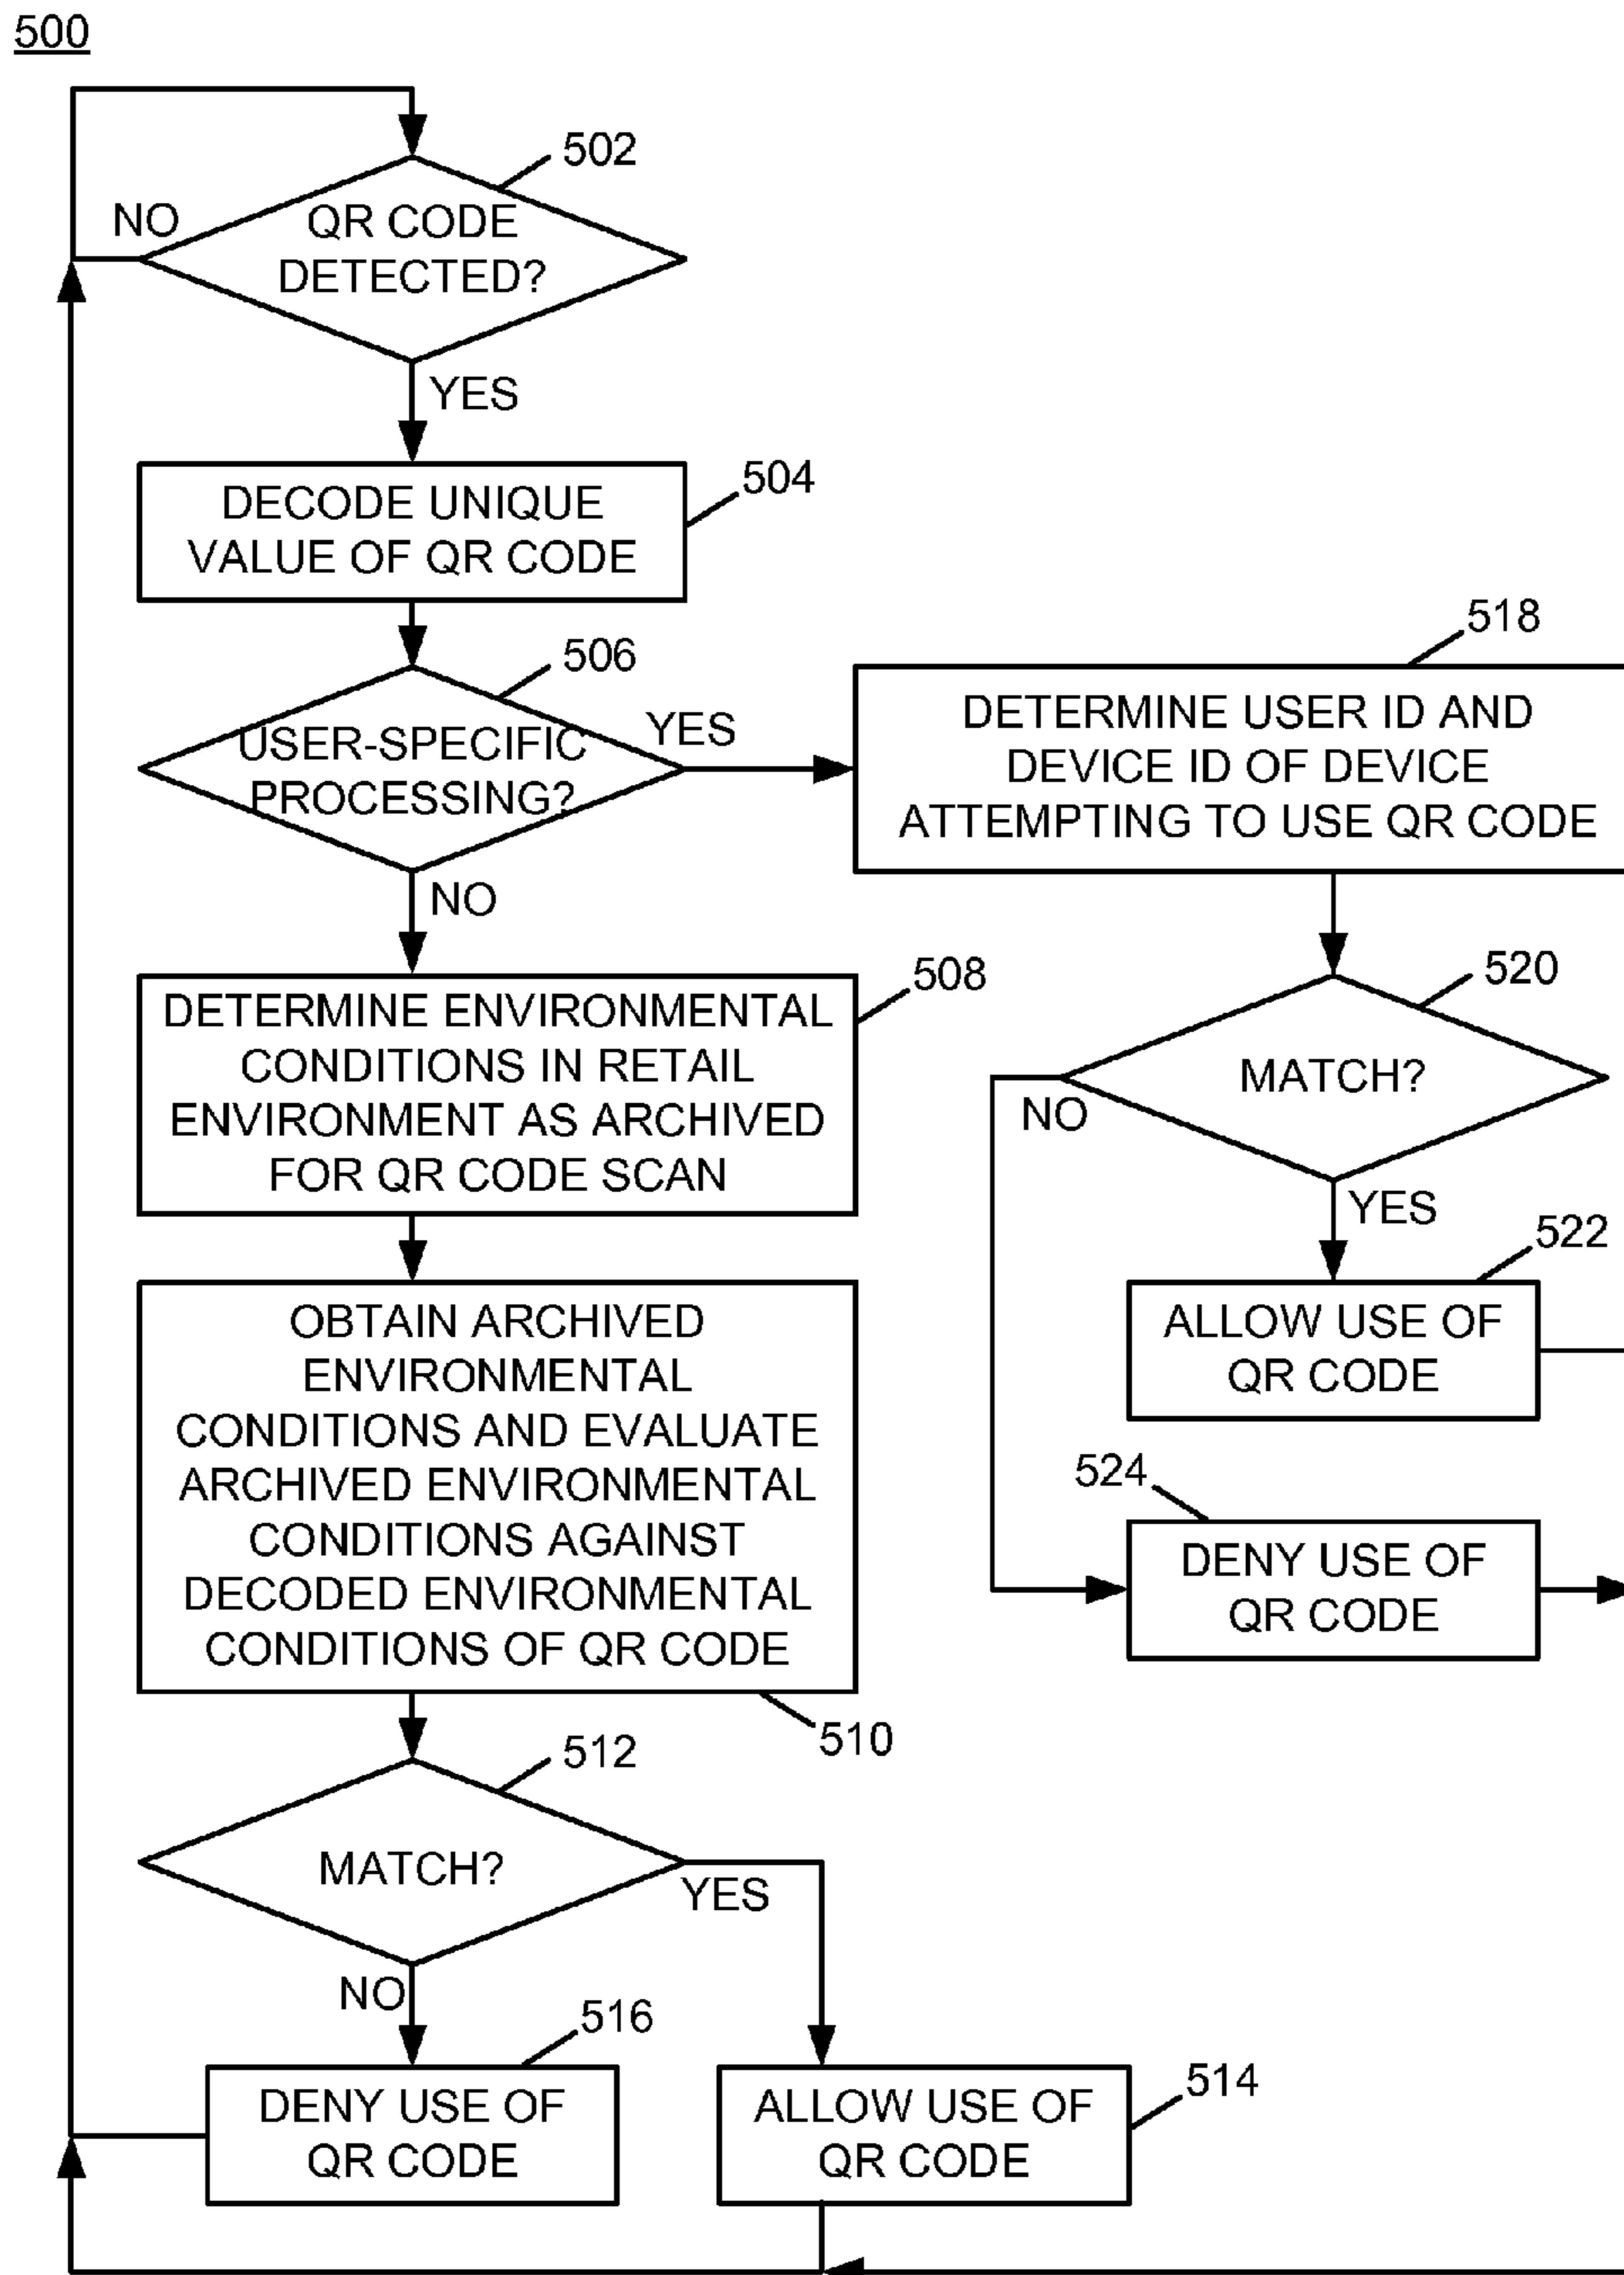 500
502
NO
QR CODE
DETECTED?
YES
504
DECODE UNIQUE
VALUE OF QR CODE
506
USER-SPECIFIC
PROCESSING?
YES
NO
518
DETERMINE USER ID AND
DEVICE ID OF DEVICE
ATTEMPTING TO USE QR CODE
508
DETERMINE ENVIRONMENTAL
CONDITIONS IN RETAIL
ENVIRONMENT AS ARCHIVED
FOR QR CODE SCAN
520
MATCH?
NO
YES
522
ALLOW USE OF
QR CODE
524
DENY USE OF
QR CODE
OBTAIN ARCHIVED
ENVIRONMENTAL
CONDITIONS AND EVALUATE
ARCHIVED ENVIRONMENTAL
CONDITIONS AGAINST
DECODED ENVIRONMENTAL
CONDITIONS OF QR CODE
510
512
MATCH?
YES
NO
516
DENY USE OF
QR CODE
514
ALLOW USE OF
QR CODE